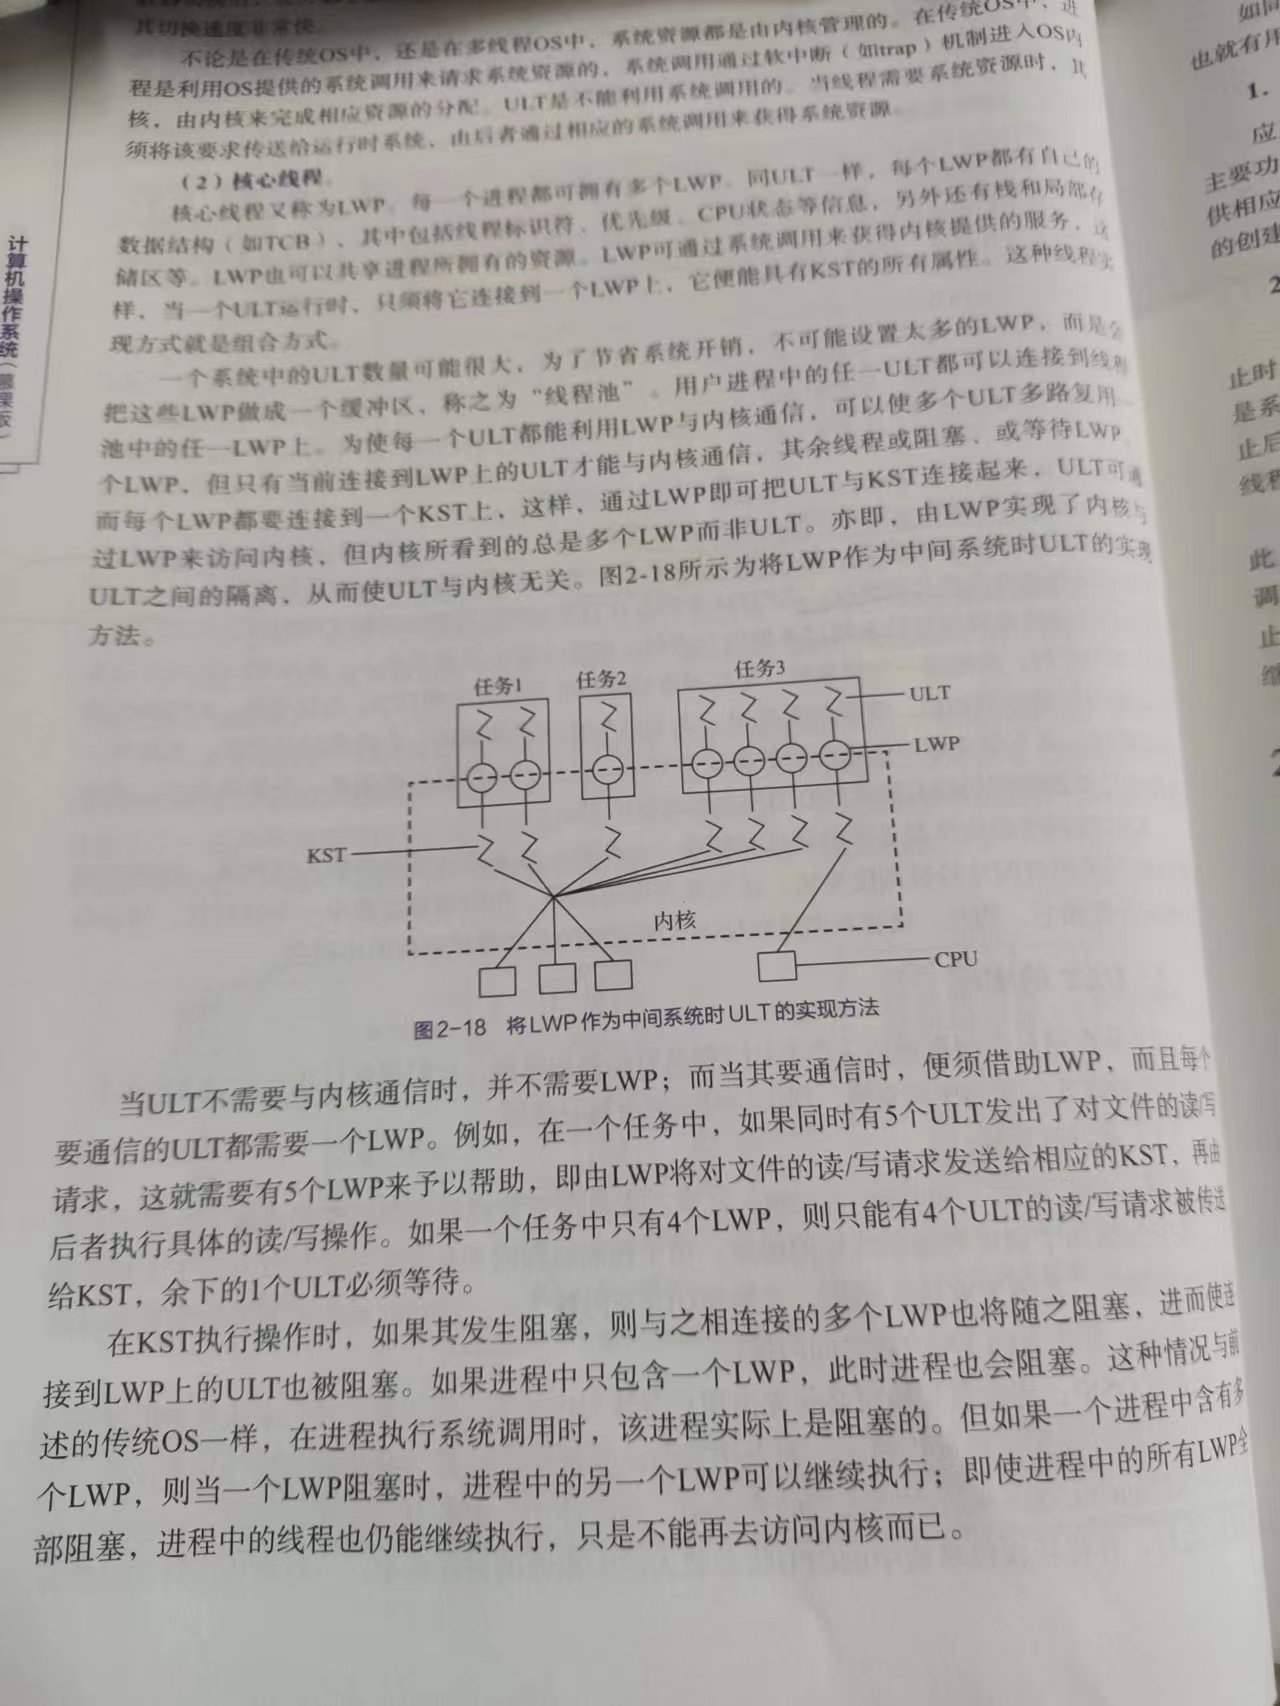 其切换速度非常快。
不论是在传统OS中，还是在多线程OS中，系统资源都是由内核管理的。在传统OS中，进
程是利用OS提供的系统调用来请求系统资源的，系统调用通过软中断（如trap）机制进入OS内
核，由内核来完成相应资源的分配。ULT是不能利用系统调用的。当线程需要系统资源时，其
须将该要求传送给运行时系统，由后者通过相应的系统调用来获得系统资源。
（2）核心线程。
核心线程又称为LWP。每一个进程都可拥有多个LWP。同ULT一样，每个LWP都有自己的
数据结构（如TCB），其中包括线程标识符、优先级、CPU状态等信息，另外还有栈和局部存
储区等。LWP也可以共享进程所拥有的资源。LWP可通过系统调用来获得内核提供的服务，这
样，当一个ULT运行时，只须将它连接到一个LWP上，它便能具有KST的所有属性。这种线程实
现方式就是组合方式。
一个系统中的ULT数量可能很大，为了节省系统开销，不可能设置太多的LWP，而是会
把这些LWP做成一个缓冲区，称之为“线程池”。用户进程中的任一ULT都可以连接到线程
池中的任一LWP上。为使每一个ULT都能利用LWP与内核通信，可以使多个ULT多路复用一
个LWP，但只有当前连接到LWP上的ULT才能与内核通信，其余线程或阻塞、或等待LWP
而每个LWP都要连接到一个KST上，这样，通过LWP即可把ULT与KST连接起来，ULT可通
过LWP来访问内核，但内核所看到的总是多个LWP而非ULT。亦即，由LWP实现了内核与
ULT之间的隔离，从而使ULT与内核无关。图2-18所示为将LWP作为中间系统时ULT的实现
方法。
任务1 任务2 任务3
ULT
LWP
KST
内核
CPU
图2-18 将LWP作为中间系统时ULT的实现方法
当ULT不需要与内核通信时，并不需要LWP；而当其要通信时，便须借助LWP，而且每个
要通信的ULT都需要一个LWP。例如，在一个任务中，如果同时有5个ULT发出了对文件的读/写
请求，这就需要有5个LWP来予以帮助，即由LWP将对文件的读/写请求发送给相应的KST，再由
后者执行具体的读/写操作。如果一个任务中只有4个LWP，则只能有4个ULT的读/写请求被传送
给KST，余下的1个ULT必须等待。
在KST执行操作时，如果其发生阻塞，则与之相连接的多个LWP也将随之阻塞，进而使连
接到LWP上的ULT也被阻塞。如果进程中只包含一个LWP，此时进程也会阻塞。这种情况与前
述的传统OS一样，在进程执行系统调用时，该进程实际上是阻塞的。但如果一个进程中含有多
个LWP，则当一个LWP阻塞时，进程中的另一个LWP可以继续执行；即使进程中的所有LWP全
部阻塞，进程中的线程也仍能继续执行，只是不能再去访问内核而已。
计算机操作系统（慕课版）
如同
也就有用
1.
应
主要功
供相应
的创建
2
止时
是系
止后
线程
此
调
止
继
2